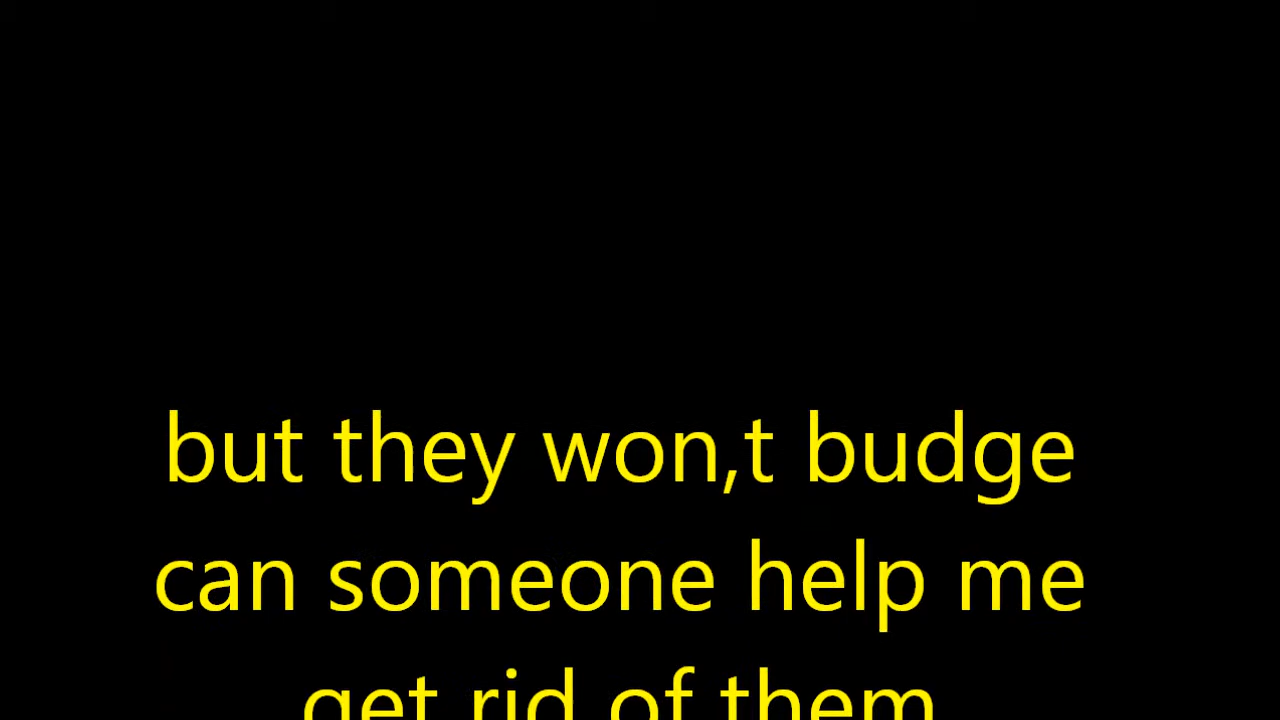 but they won,t budge
can someone help me
get rid of them